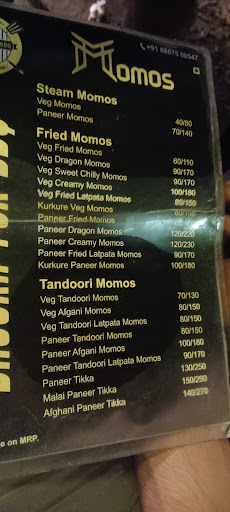 MOMOS
Steam Momos
Veg Momos 40/80
Paneer Momos 70/140
Fried Momos
Veg Fried Momos 60/110
Veg Dragon Momos 90/170
Veg Sweet Chilly Momos 90/170
Veg Creamy Momos 100/180
Veg Fried Latpata Momos 80/150
Kurkure Veg Momos 80/150
Paneer Fried Momos
Paneer Dragon Momos 120/220
Paneer Creamy Momos 120/230
Paneer Fried Latpata Momos 90/170
Kurkure Paneer Momos 100/180
Tandoori Momos
Veg Tandoori Momos 70/130
Veg Afgani Momos 80/150
Veg Tandoori Latpata Momos 80/150
Paneer Tandoori Momos 80/150
Paneer Afgani Momos 100/180
Paneer Tandoori Latpata Momos 90/170
Paneer Tikka 130/250
Malai Paneer Tikka 150/290
Afghani Paneer Tikka 140/270
e on MRP.